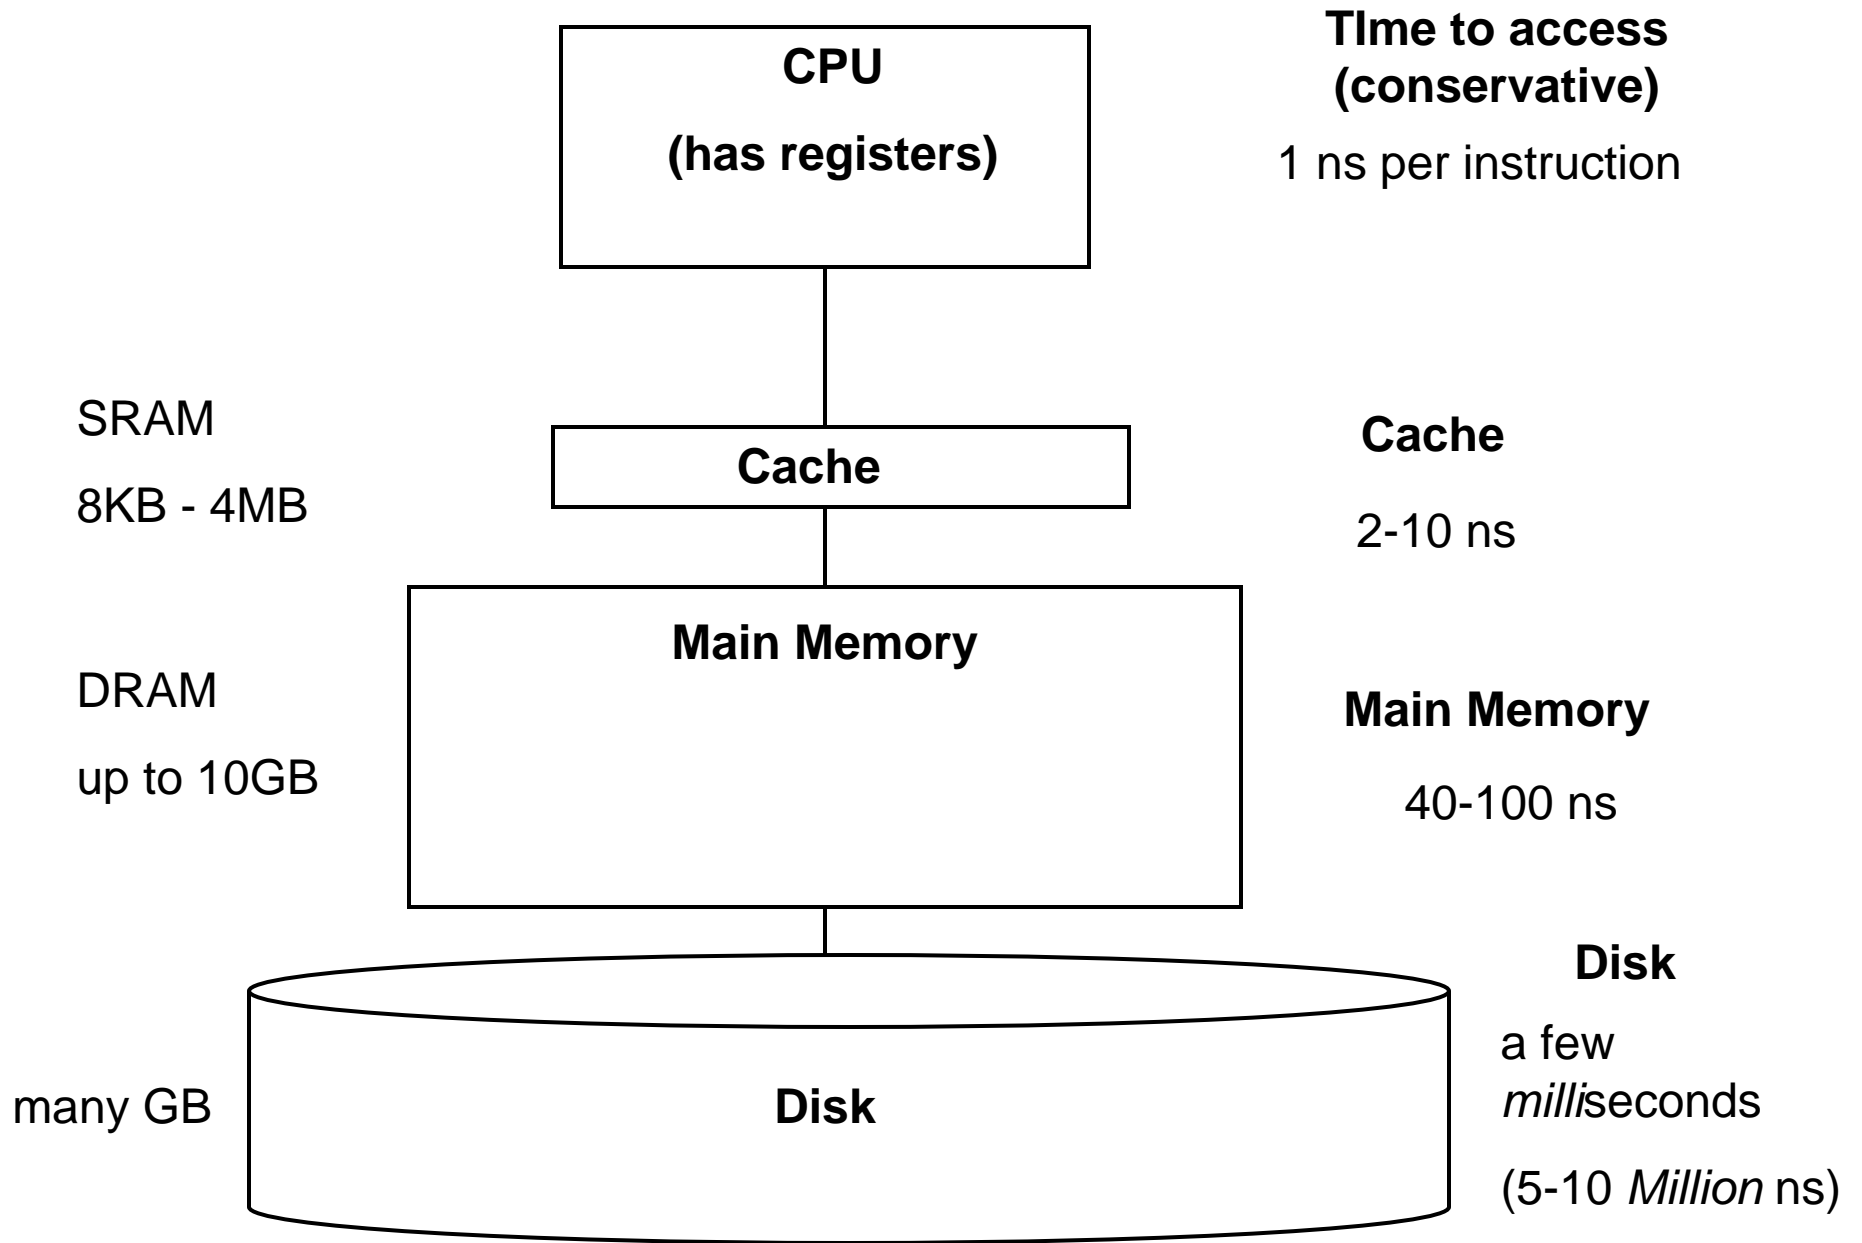 CPU
(has registers)
TIme to access
(conservative)
1 ns per instruction
SRAM
8KB - 4MB
Cache
Cache
2-10 ns
DRAM
up to 10GB
Main Memory
Main Memory
40-100 ns
many GB
Disk
Disk
a few
milliseconds
(5-10 Million ns)